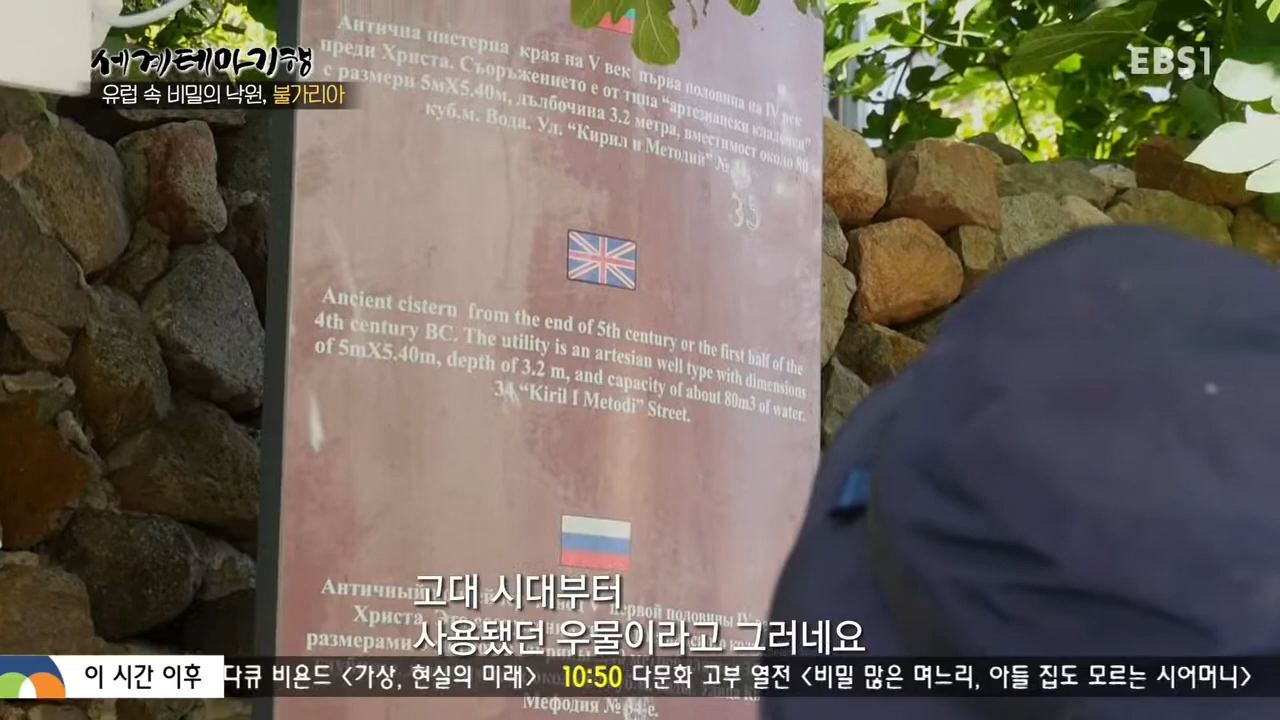 세계테마기행
유럽 속 비밀의 낙원, 불가리아
EBS1
Антична цистерна края на V век първа половина на IV век
преди Христа. Съоръжението е от типа “артезиански кладенец”
с размери 5мX5.40м, дълбочина 3.2 метра, вместимост около 80
куб.м. Вода. Ул. “Кирил и Методий” №
35
Ancient cistern from the end of 5th century or the first half of the
4th century BC. The utility is an artesian well type with dimensions
of 5mX5.40m, depth of 3.2 m, and capacity of about 80m3 of water.
34 “Kiril I Metodi” Street.
Античный первой половины
Христа.
размерами
Мефодия №
고대 시대부터
사용됐던 우물이라고 그러네요
이 시간 이후 다큐 비욘드 <가상, 현실의 미래> 10:50 다문화 고부 열전 <비밀 많은 며느리, 아들 집도 모르는 시어머니>